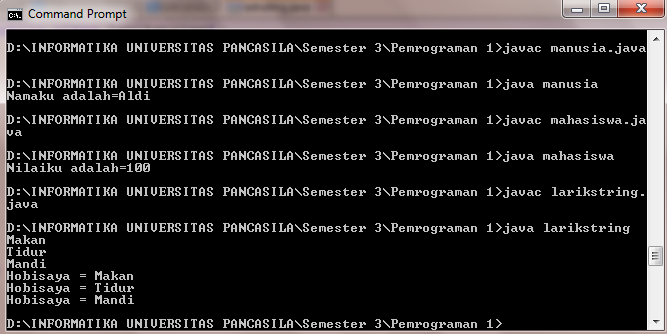 Command Prompt
D:\INFORMATIKA UNIVERSITAS PANCASILA\Semester 3\Pemrograman 1>javac manusia.java
D:\INFORMATIKA UNIVERSITAS PANCASILA\Semester 3\Pemrograman 1>java manusia
Namaku adalah=Aldi
D:\INFORMATIKA UNIVERSITAS PANCASILA\Semester 3\Pemrograman 1>javac mahasiswa.ja
va
D:\INFORMATIKA UNIVERSITAS PANCASILA\Semester 3\Pemrograman 1>java mahasiswa
Nilaiku adalah=100
D:\INFORMATIKA UNIVERSITAS PANCASILA\Semester 3\Pemrograman 1>javac larikstring.
java
D:\INFORMATIKA UNIVERSITAS PANCASILA\Semester 3\Pemrograman 1>java larikstring
Makan
Tidur
Mandi
Hobisaya = Makan
Hobisaya = Tidur
Hobisaya = Mandi
D:\INFORMATIKA UNIVERSITAS PANCASILA\Semester 3\Pemrograman 1>